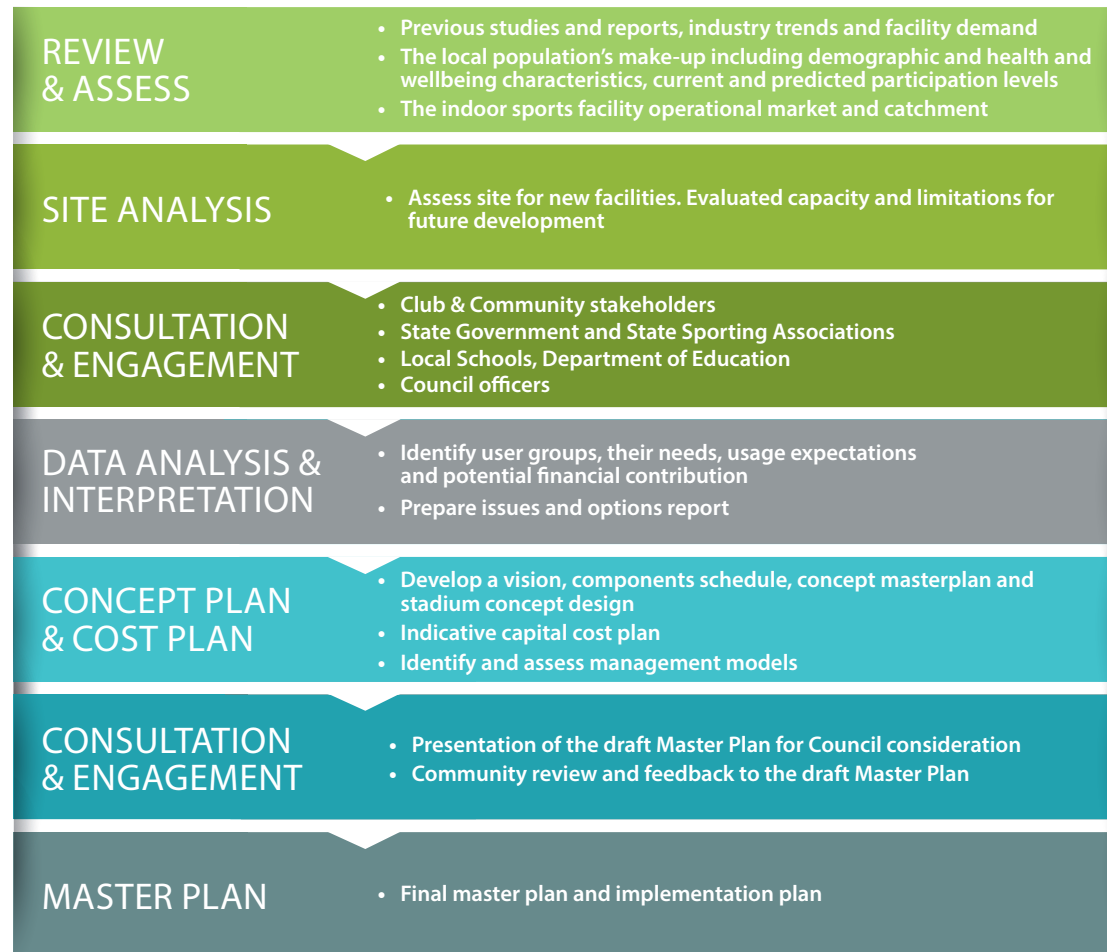 REVIEW
& ASSESS
• Previous studies and reports, industry trends and facility demand
• The local population’s make-up including demographic and health and
wellbeing characteristics, current and predicted participation levels
• The indoor sports facility operational market and catchment
SITE ANALYSIS
• Assess site for new facilities. Evaluated capacity and limitations for
future development
CONSULTATION
& ENGAGEMENT
• Club & Community stakeholders
• State Government and State Sporting Associations
• Local Schools, Department of Education
• Council officers
DATA ANALYSIS &
INTERPRETATION
• Identify user groups, their needs, usage expectations
and potential financial contribution
• Prepare issues and options report
CONCEPT PLAN
& COST PLAN
• Develop a vision, components schedule, concept masterplan and
stadium concept design
• Indicative capital cost plan
• Identify and assess management models
CONSULTATION
& ENGAGEMENT
• Presentation of the draft Master Plan for Council consideration
• Community review and feedback to the draft Master Plan
MASTER PLAN
• Final master plan and implementation plan